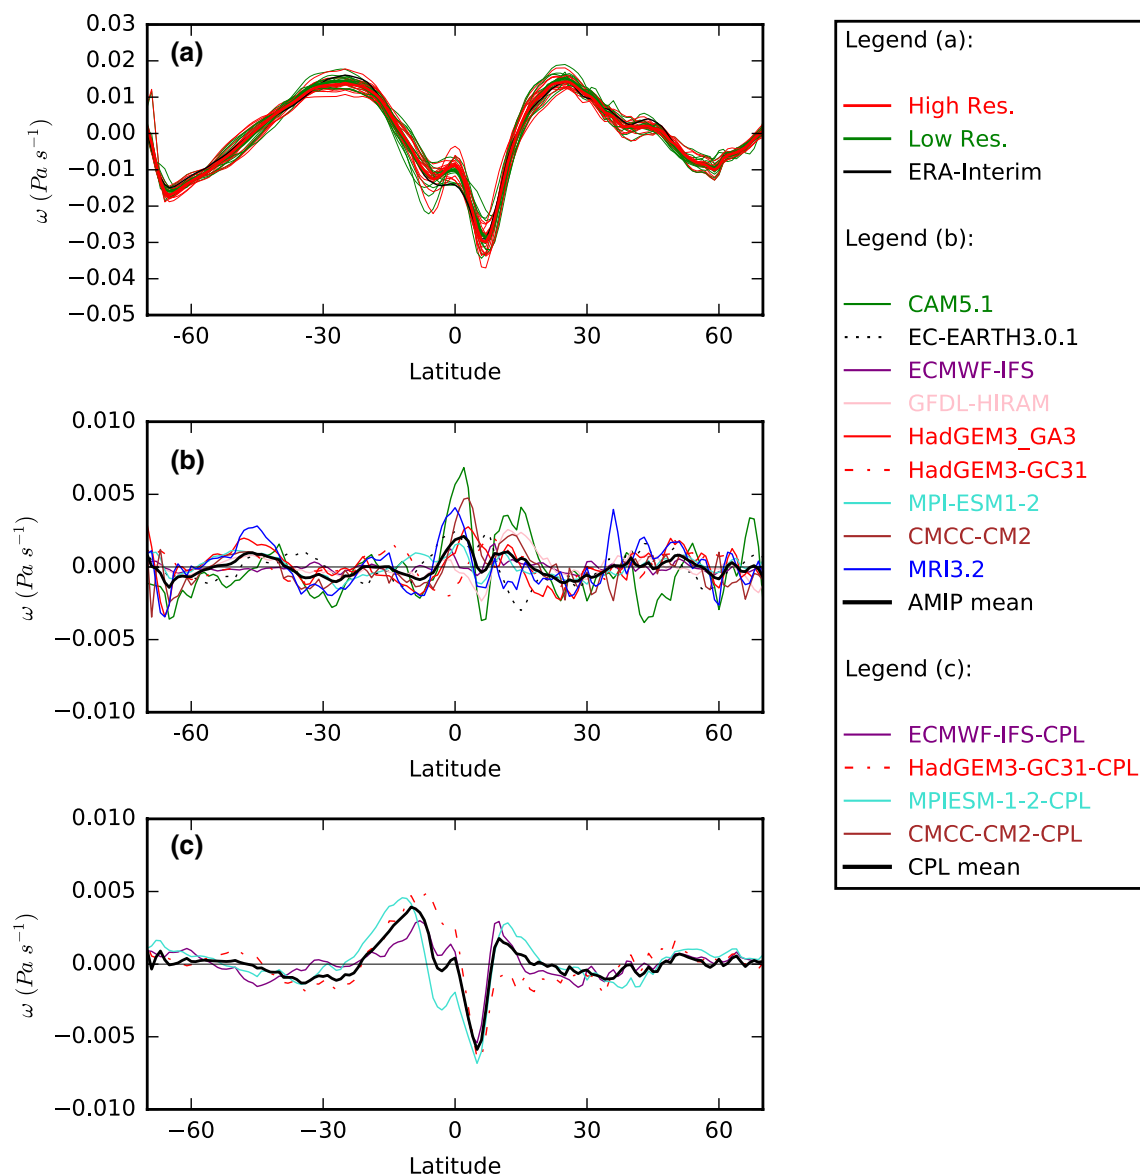 (a)
0.03
0.02
0.01
0.00
−0.01
−0.02
−0.03
−0.04
−0.05
ω (Pa s⁻¹)
-60
-30
0
30
60
Latitude
(b)
0.010
0.005
0.000
−0.005
−0.010
ω (Pa s⁻¹)
-60
-30
0
30
60
Latitude
(c)
0.010
0.005
0.000
−0.005
−0.010
ω (Pa s⁻¹)
−60
−30
0
30
60
Latitude
Legend (a):
High Res.
Low Res.
ERA-Interim
Legend (b):
CAM5.1
EC-EARTH3.0.1
ECMWF-IFS
GFDL-HIRAM
HadGEM3_GA3
HadGEM3-GC31
MPI-ESM1-2
CMCC-CM2
MRI3.2
AMIP mean
Legend (c):
ECMWF-IFS-CPL
HadGEM3-GC31-CPL
MPIESM-1-2-CPL
CMCC-CM2-CPL
CPL mean